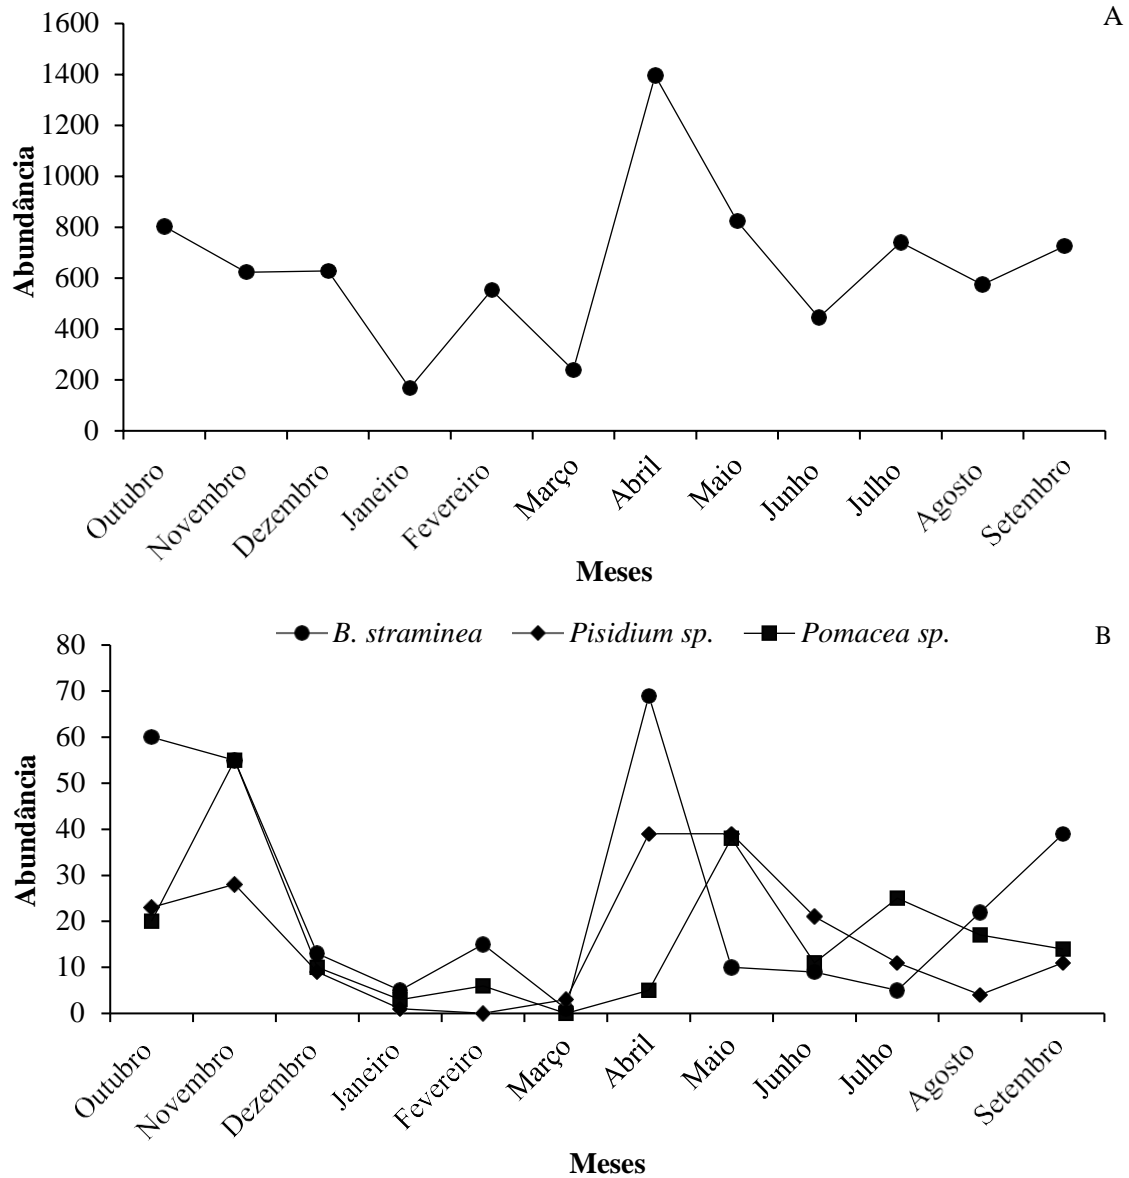 A
1600
1400
1200
1000
800
600
400
200
0
Abundância
Outubro
Novembro
Dezembro
Janeiro
Fevereiro
Março
Abril
Maio
Junho
Julho
Agosto
Setembro
Meses
B. straminea Pisidium sp. Pomacea sp.
B
80
70
60
50
40
30
20
10
0
Abundância
Outubro
Novembro
Dezembro
Janeiro
Fevereiro
Março
Abril
Maio
Junho
Julho
Agosto
Setembro
Meses